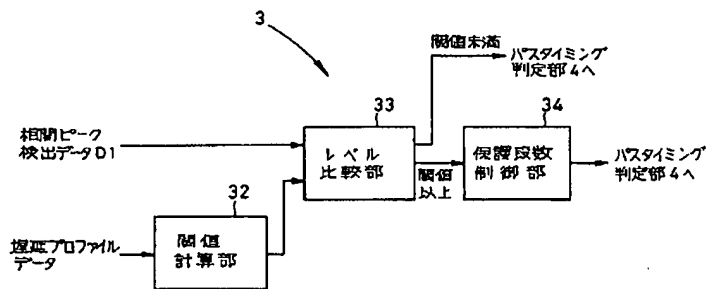 3
閾値未満
パスタイミング
判定部4へ
33
34
相関ピーク
検出データD1
レベル
比較部
保護段数
制御部
パスタイミング
判定部4へ
閾値
以上
32
遅延プロファイル
データ
閾値
計算部